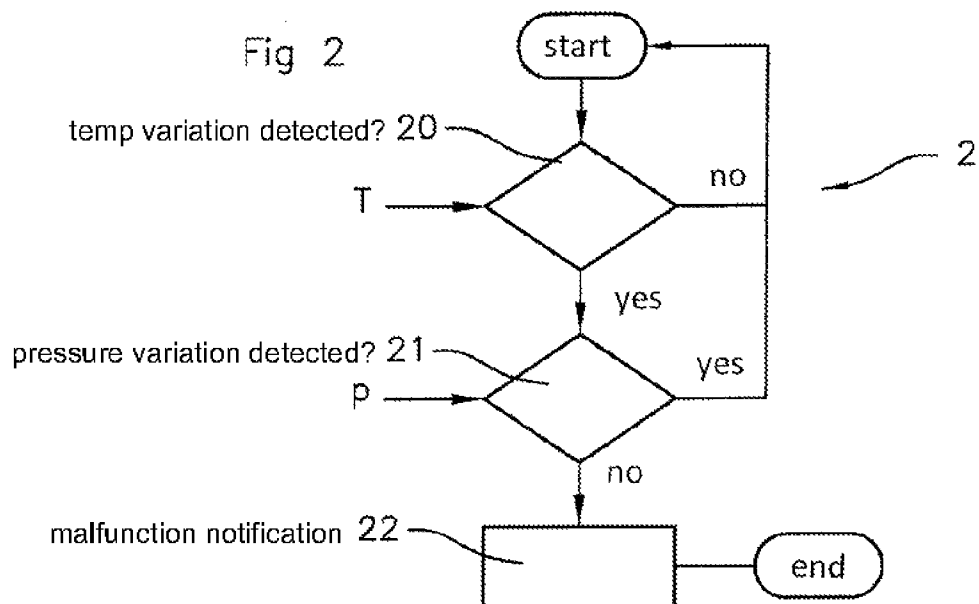 Fig 2
start
temp variation detected? 20
2
no
T
yes
pressure variation detected? 21
yes
p
no
malfunction notification 22
end